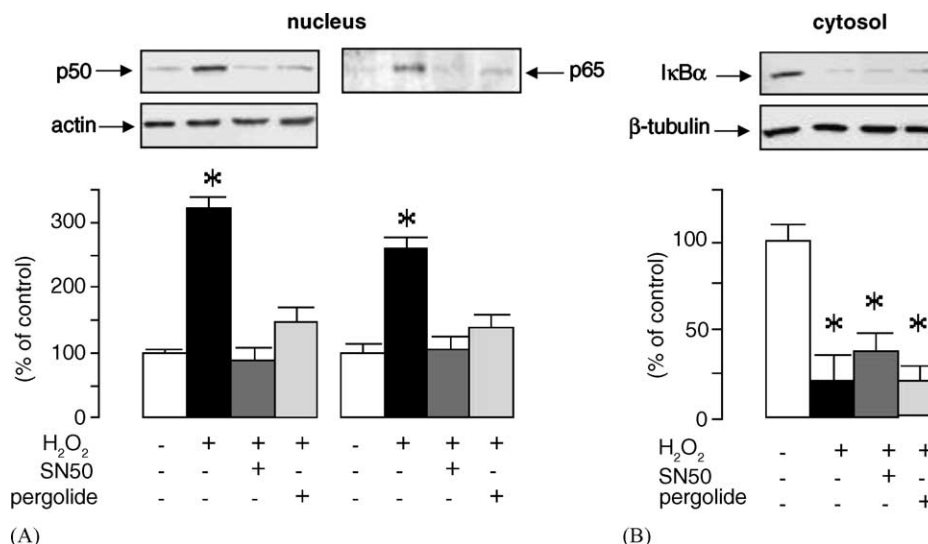 nucleus
cytosol
p50
p65
IκBα
actin
β-tubulin
*
*
*
*
*
(% of control)
300
200
100
0
(% of control)
100
50
0
H₂O₂ - + + + - + + + 
SN50 - - + - - - + -
pergolide - - - + - - - +
H₂O₂ - + + +
SN50 - - + -
pergolide - - - +
(A)
(B)